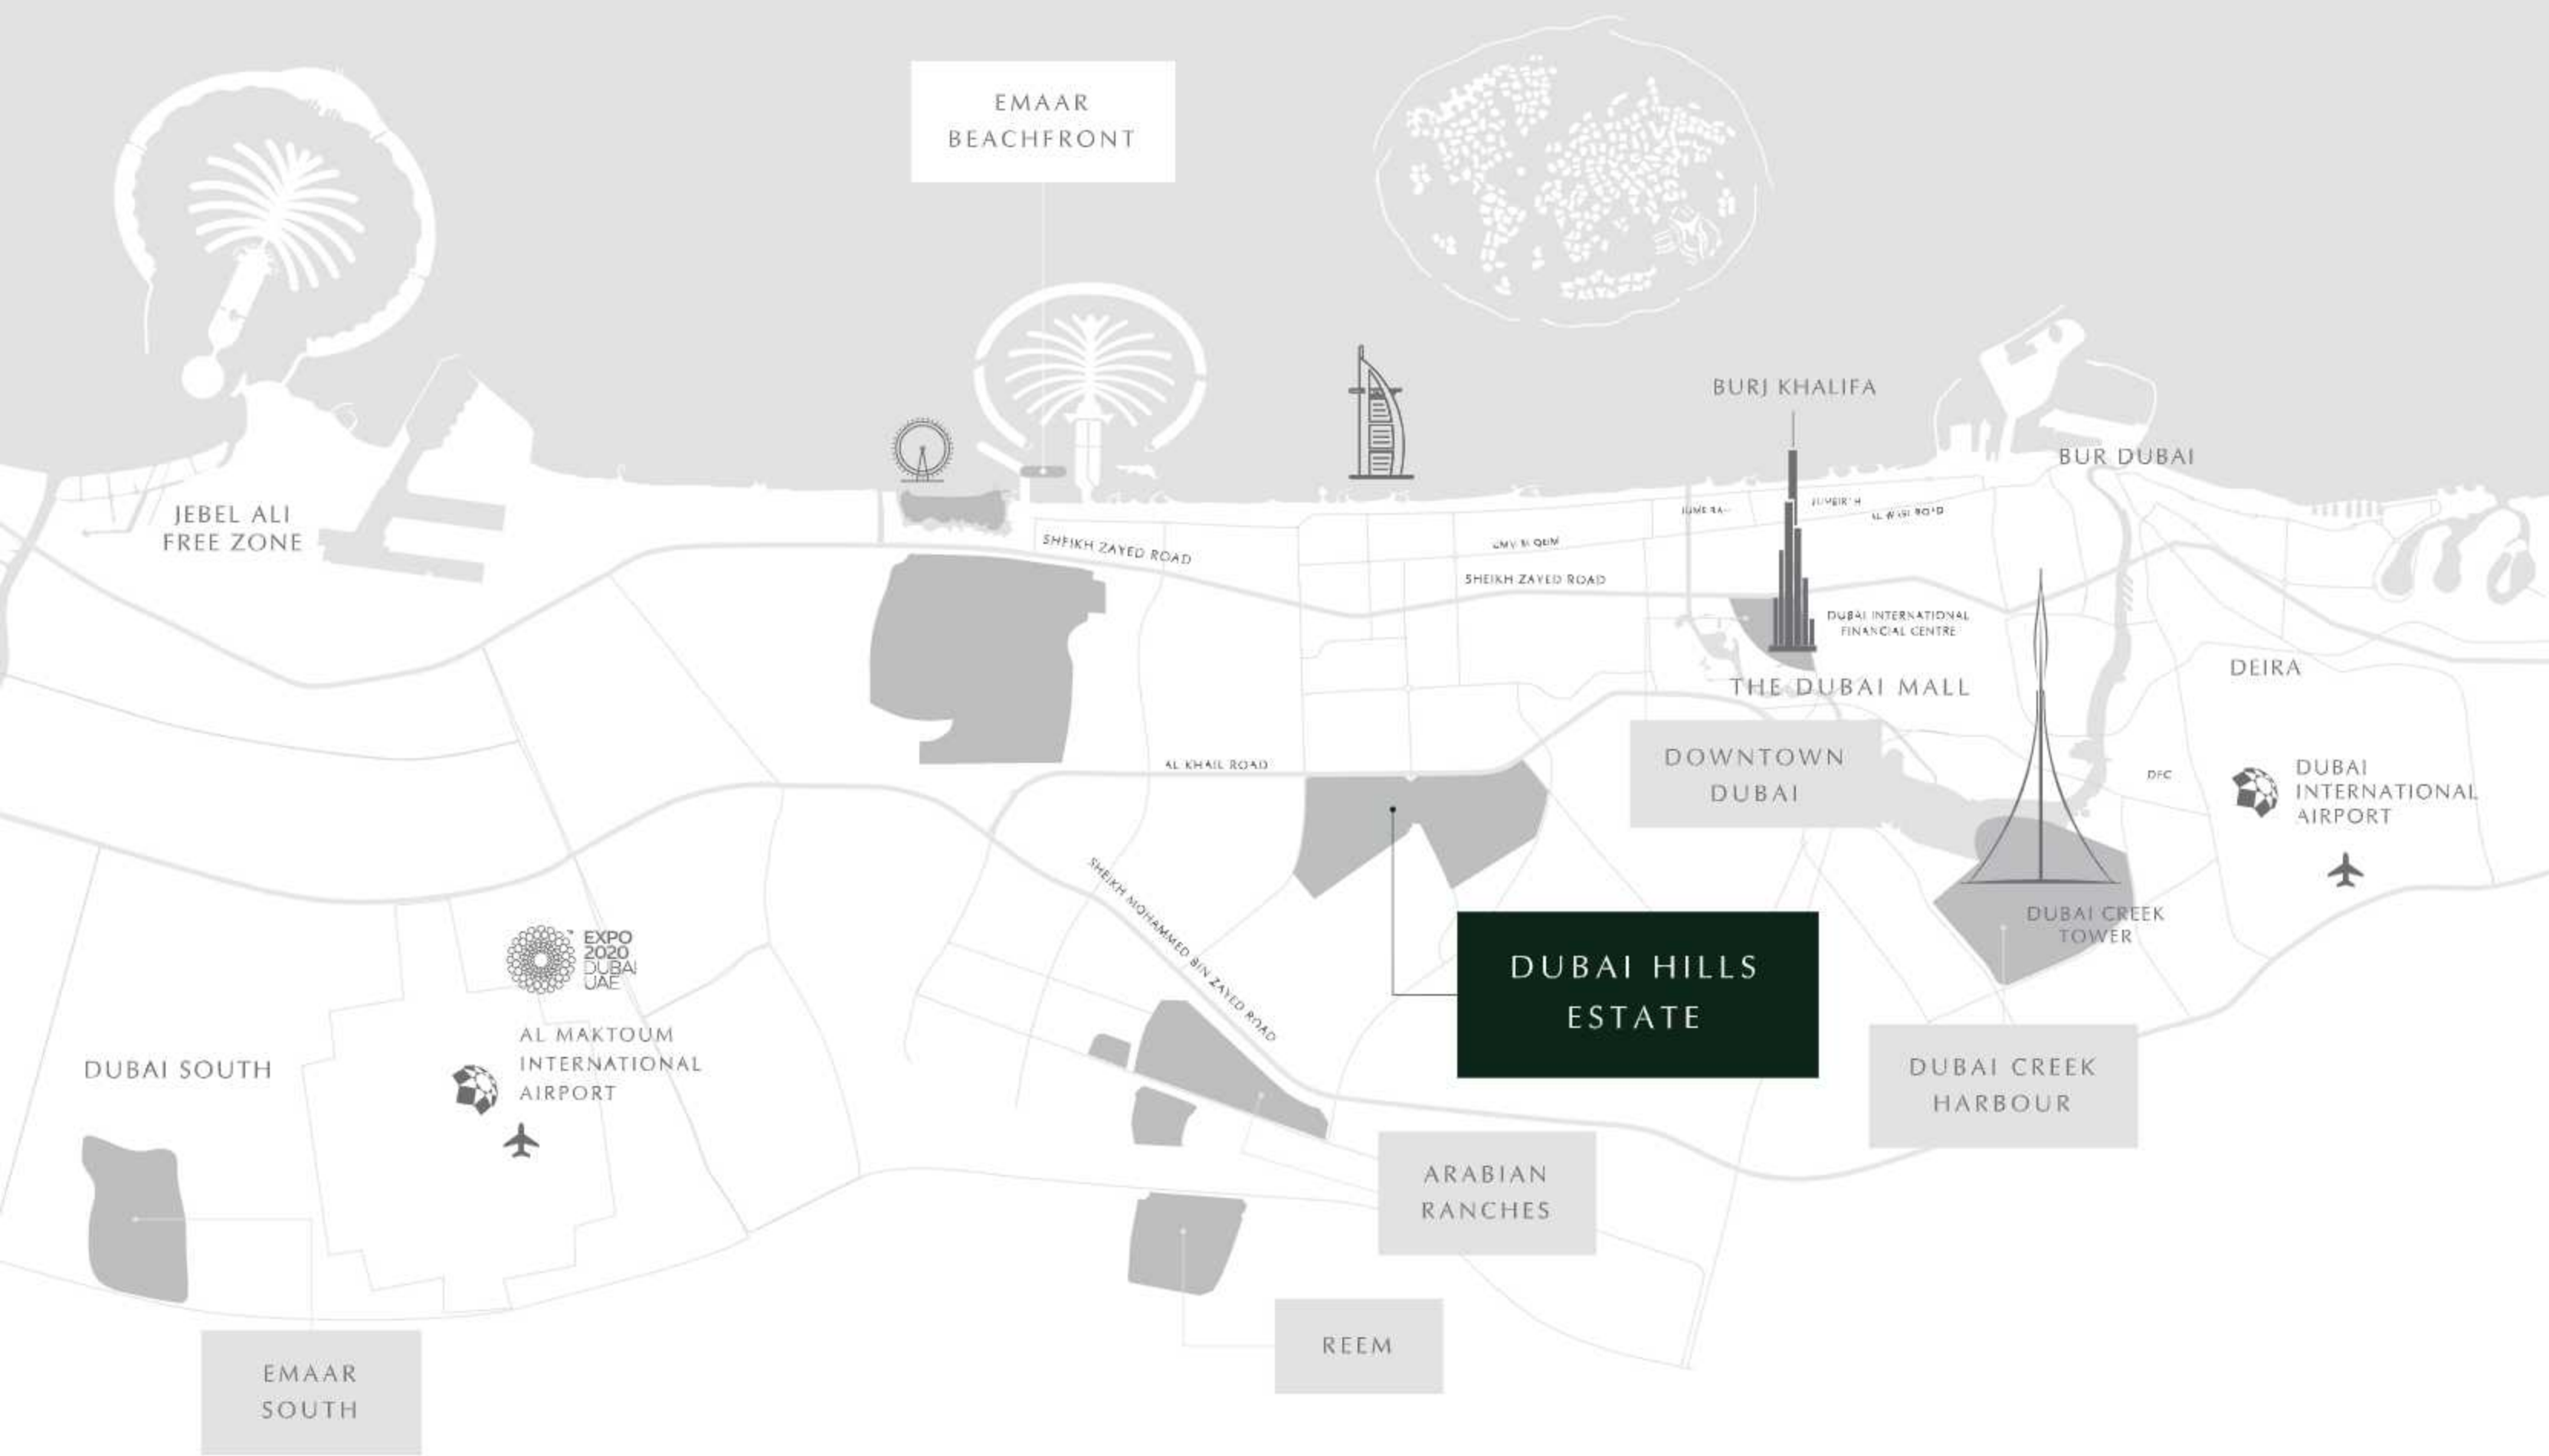 EMAAR
BEACHFRONT
BURJ KHALIFA
BUR DUBAI
JEBEL ALI
FREE ZONE
SHEIKH ZAYED ROAD
SHEIKH ZAYED ROAD
DUBAI INTERNATIONAL
FINANCIAL CENTRE
DEIRA
THE DUBAI MALL
AL KHAIL ROAD
DOWNTOWN
DUBAI
DUBAI
INTERNATIONAL
AIRPORT
SHEIKH MOHAMMED BIN ZAYED ROAD
DUBAI CREEK
TOWER
EXPO
2020
DUBAI
UAE
DUBAI HILLS
ESTATE
AL MAKTOUM
INTERNATIONAL
AIRPORT
DUBAI SOUTH
DUBAI CREEK
HARBOUR
ARABIAN
RANCHES
REEM
EMAAR
SOUTH